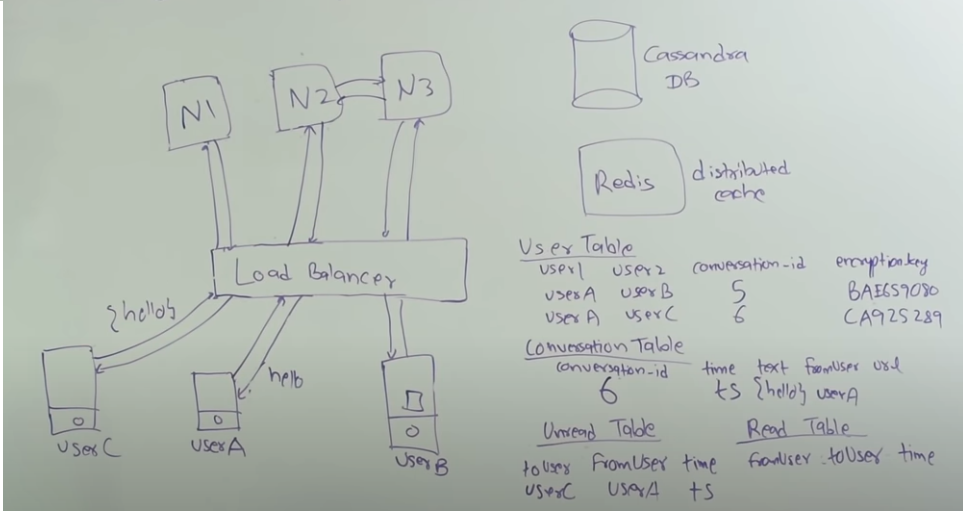 N1
N2
N3
Load Balancer
{hello}
hello
userC
userA
userB
Cassandra
DB
Redis
distributed
cache
User Table
user1 user2 conversation-id encryptionkey
userA userB 5 BAE659080
userA userC 6 CA925289
Conversation Table
conversation-id time text fromuser url
6 ts {hello} userA
Unread Table Read Table
touser FromUser time fromuser touser time
userC userA ts